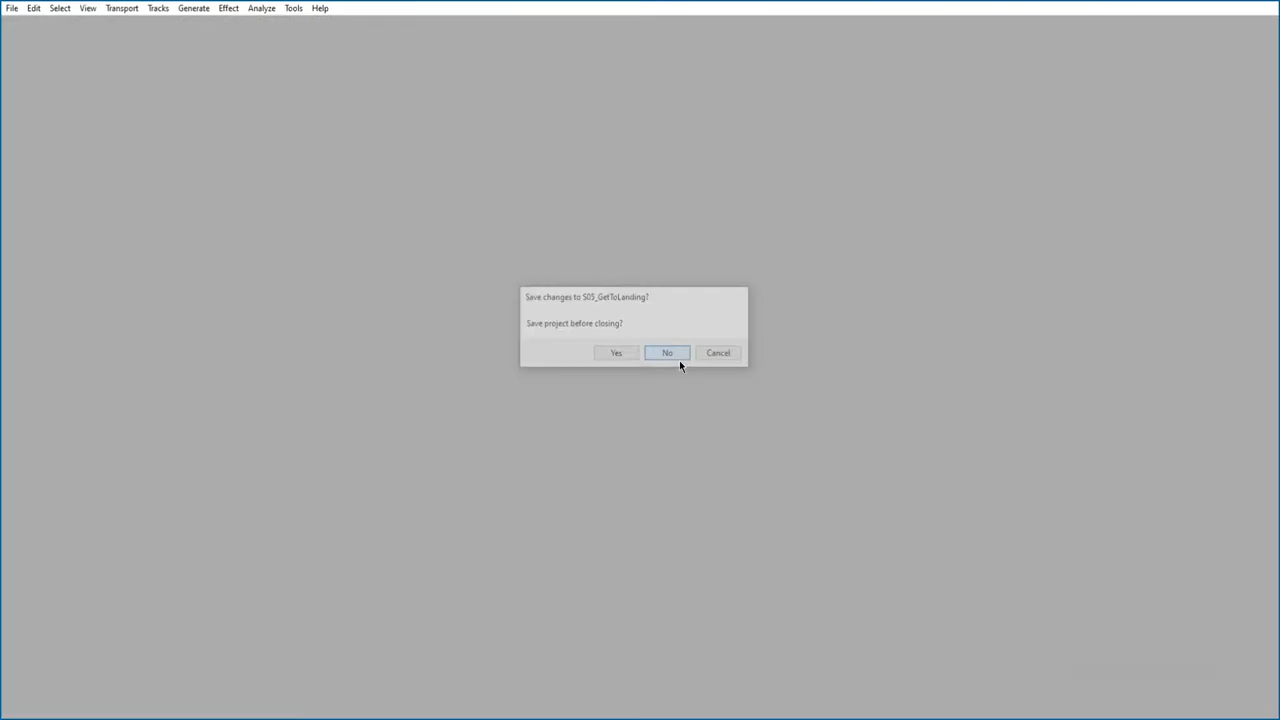 File Edit Select View Transport Tracks Generate Effect Analyze Tools Help
Save changes to S05_GetToLanding?
Save project before closing?
Yes No Cancel